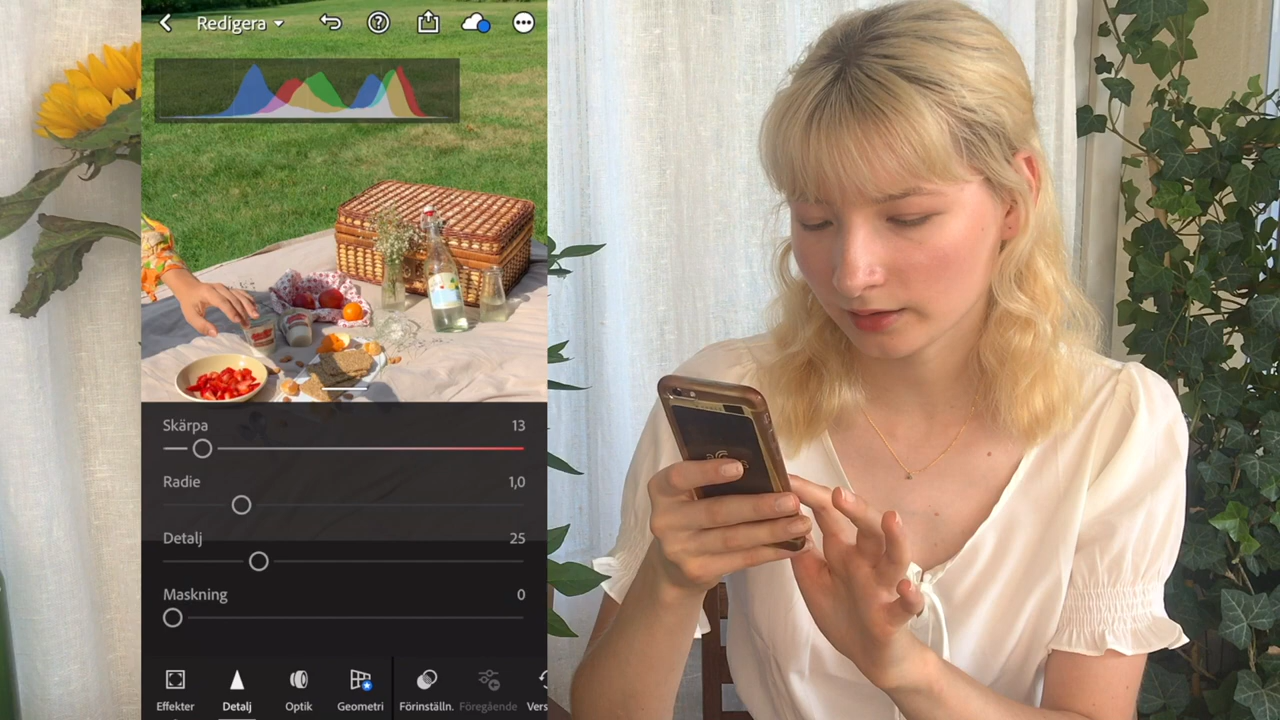 Redigera
Skärpa 13
Radie 1,0
Detalj 25
Maskning 0
Effekter Detalj Optik Geometri Förinställn. Föregående Vers